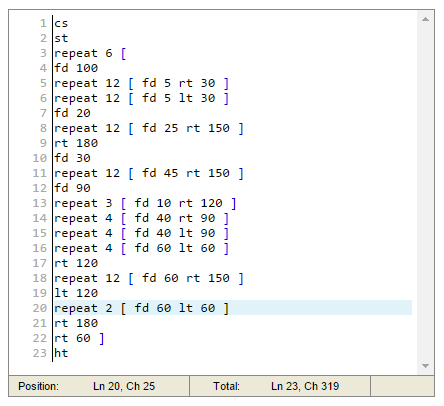 1 cs
2 st
3 repeat 6 [
4 fd 100
5 repeat 12 [ fd 5 rt 30 ]
6 repeat 12 [ fd 5 lt 30 ]
7 fd 20
8 repeat 12 [ fd 25 rt 150 ]
9 rt 180
10 fd 30
11 repeat 12 [ fd 45 rt 150 ]
12 fd 90
13 repeat 3 [ fd 10 rt 120 ]
14 repeat 4 [ fd 40 rt 90 ]
15 repeat 4 [ fd 40 lt 90 ]
16 repeat 4 [ fd 60 lt 60 ]
17 rt 120
18 repeat 12 [ fd 60 rt 150 ]
19 lt 120
20 repeat 2 [ fd 60 lt 60 ]
21 rt 180
22 rt 60 ]
23 ht
Position: Ln 20, Ch 25 Total: Ln 23, Ch 319